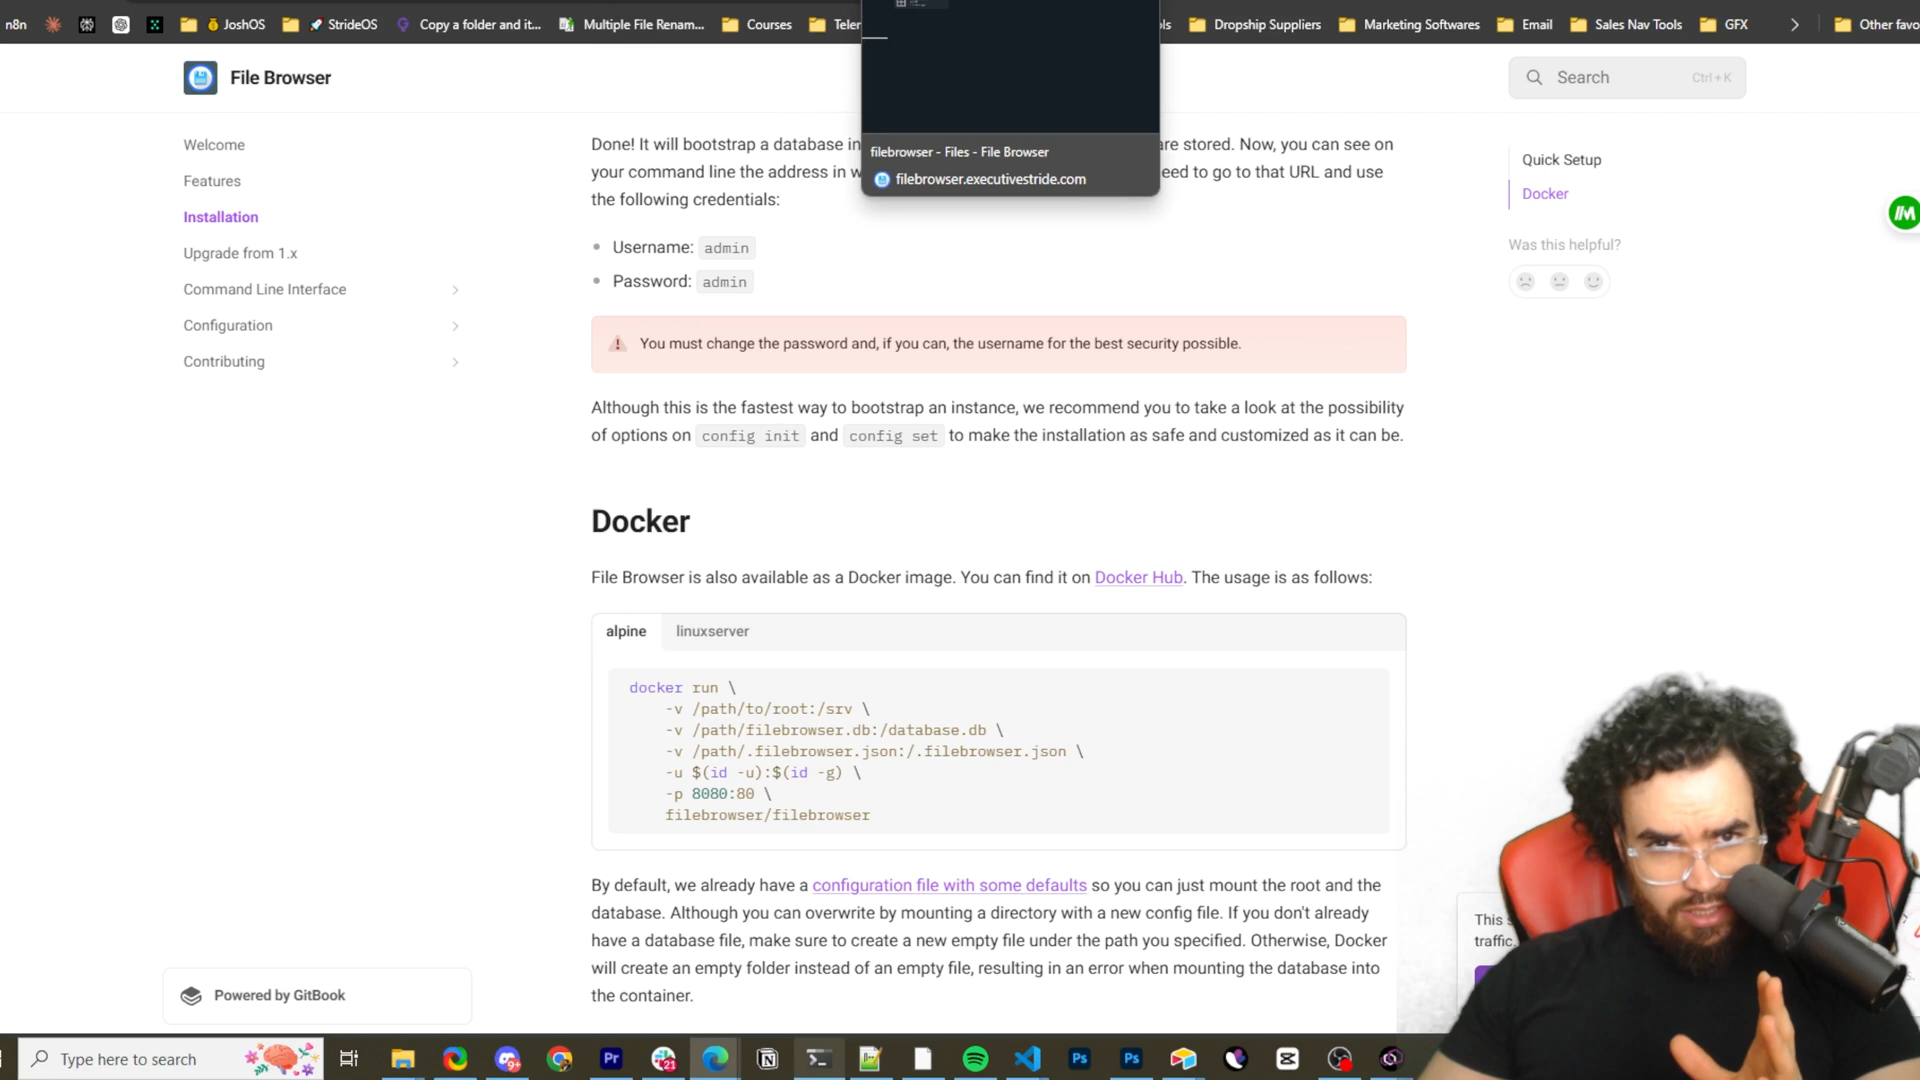 n8n JoshOS StrideOS Copy a folder and it... Multiple File Renam... Courses Teler ls Dropship Suppliers Marketing Softwares Email Sales Nav Tools GFX Other favo
File Browser
Search Ctrl+K
filebrowser - Files - File Browser
filebrowser.executivestride.com
Welcome
Features
Installation
Upgrade from 1.x
Command Line Interface
Configuration
Contributing
Done! It will bootstrap a database in are stored. Now, you can see on
your command line the address in w eed to go to that URL and use
the following credentials:
Username: admin
Password: admin
You must change the password and, if you can, the username for the best security possible.
Although this is the fastest way to bootstrap an instance, we recommend you to take a look at the possibility
of options on config init and config set to make the installation as safe and customized as it can be.
Docker
File Browser is also available as a Docker image. You can find it on Docker Hub. The usage is as follows:
alpine linuxserver
docker run \
-v /path/to/root:/srv \
-v /path/filebrowser.db:/database.db \
-v /path/.filebrowser.json:/.filebrowser.json \
-u $(id -u):$(id -g) \
-p 8080:80 \
filebrowser/filebrowser
By default, we already have a configuration file with some defaults so you can just mount the root and the
database. Although you can overwrite by mounting a directory with a new config file. If you don't already
have a database file, make sure to create a new empty file under the path you specified. Otherwise, Docker
will create an empty folder instead of an empty file, resulting in an error when mounting the database into
the container.
Quick Setup
Docker
Was this helpful?
This
traffic.
Powered by GitBook
Type here to search
Pr
21
9+
Ps
Ps